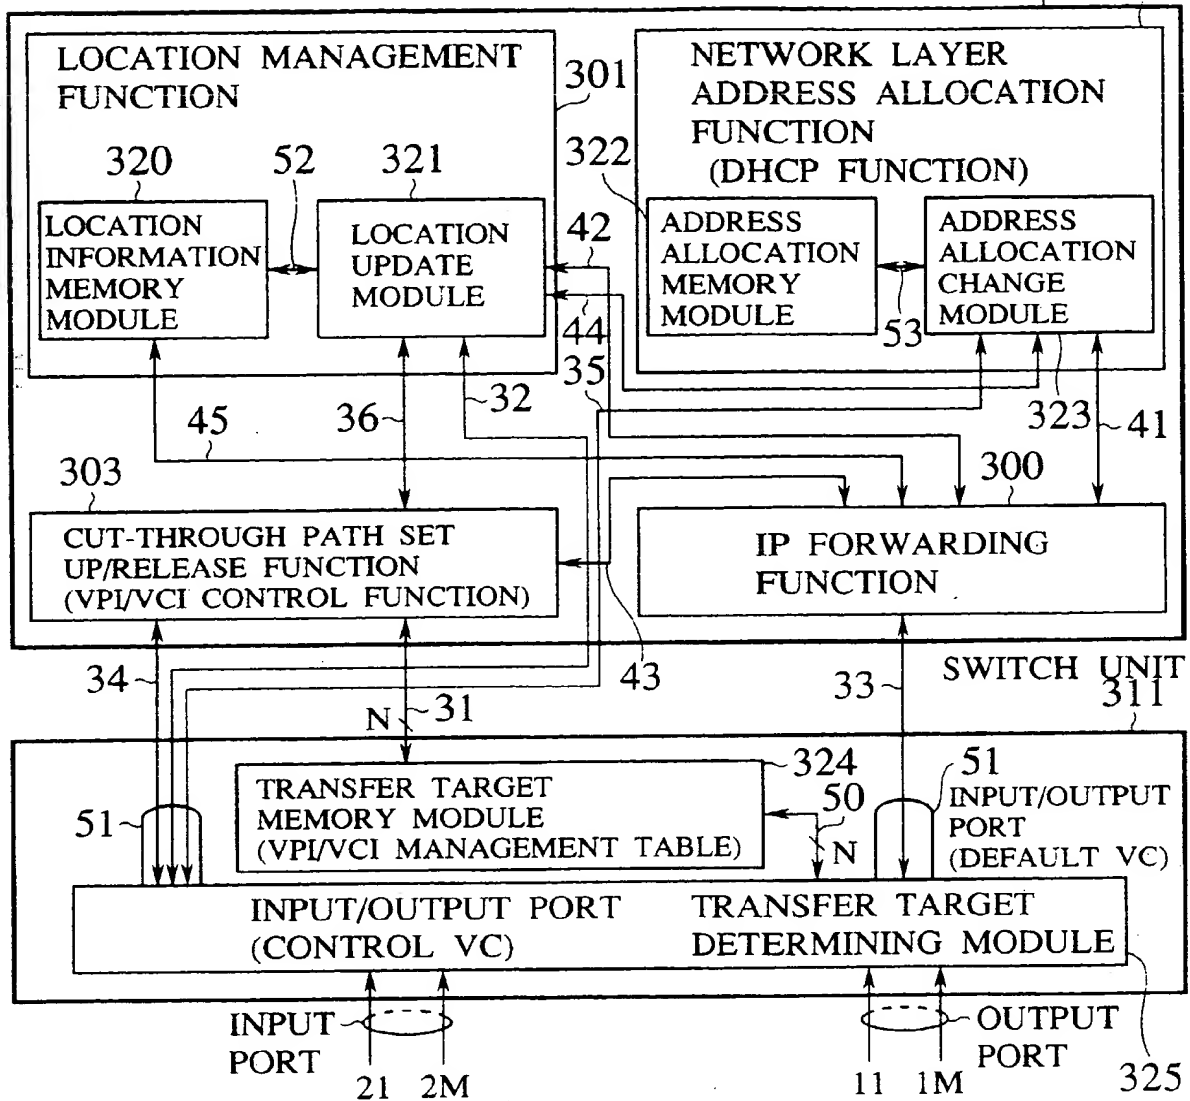 LOCATION MANAGEMENT
FUNCTION
301
NETWORK LAYER
ADDRESS ALLOCATION
FUNCTION
(DHCP FUNCTION)
320
52
321
322
LOCATION
INFORMATION
MEMORY
MODULE
LOCATION
UPDATE
MODULE
42
44
ADDRESS
ALLOCATION
MEMORY
MODULE
53
ADDRESS
ALLOCATION
CHANGE
MODULE
35
45
36
32
323
41
303
300
CUT-THROUGH PATH SET
UP/RELEASE FUNCTION
(VPI/VCI CONTROL FUNCTION)
IP FORWARDING
FUNCTION
34
31
N
43
33
SWITCH UNIT
311
324
TRANSFER TARGET
MEMORY MODULE
(VPI/VCI MANAGEMENT TABLE)
51
50
N
51
INPUT/OUTPUT
PORT
(DEFAULT VC)
INPUT/OUTPUT PORT
(CONTROL VC)
TRANSFER TARGET
DETERMINING MODULE
INPUT
PORT
21
2M
11
1M
OUTPUT
PORT
325